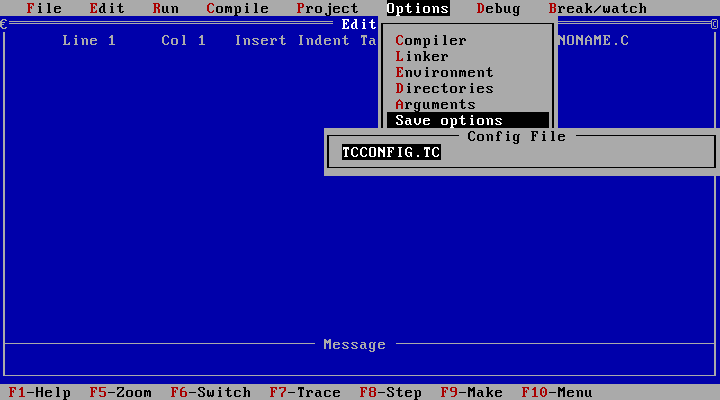 File Edit Run Compile Project Options Debug Break/watch
Edit
Line 1 Col 1 Insert Indent Ta NONAME.C
Compiler
Linker
Environment
Directories
Arguments
Save options
Config File
TCCONFIG.TC
Message
F1-Help F5-Zoom F6-Switch F7-Trace F8-Step F9-Make F10-Menu